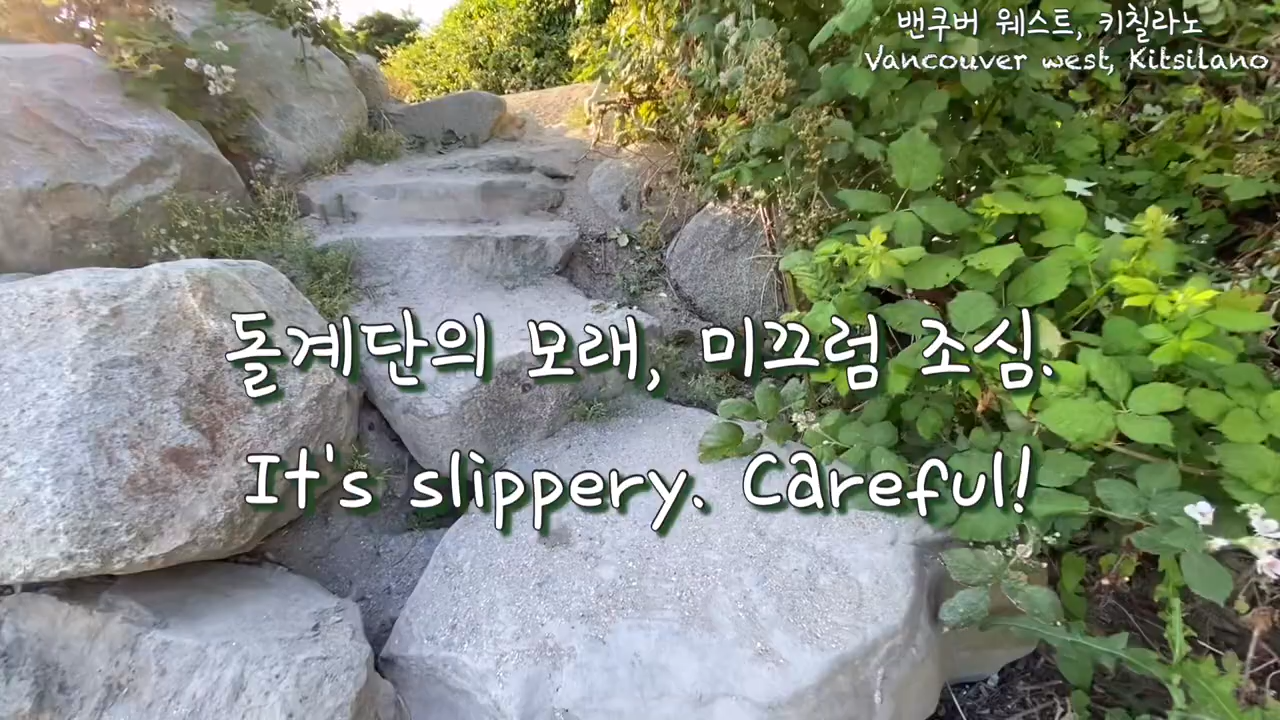 밴쿠버 웨스트, 키칠라노
Vancouver west, Kitsilano
돌계단의 모래, 미끄럼 조심.
It's slippery. Careful!